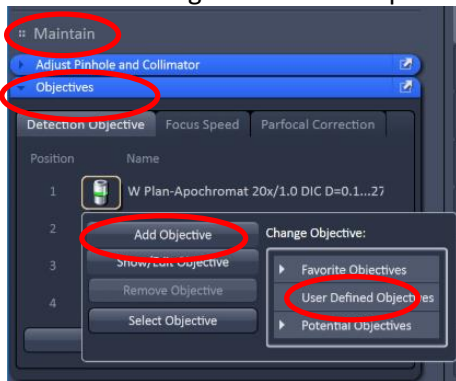 Maintain
Adjust Pinhole and Collimator
Objectives
Detection Objective Focus Speed Parfocal Correction
Position Name
1 W Plan-Apochromat 20x/1.0 DIC D=0.1...27
2
3
4
Add Objective
Show/Edit Objective
Remove Objective
Select Objective
Change Objective:
Favorite Objectives
User Defined Objectives
Potential Objectives